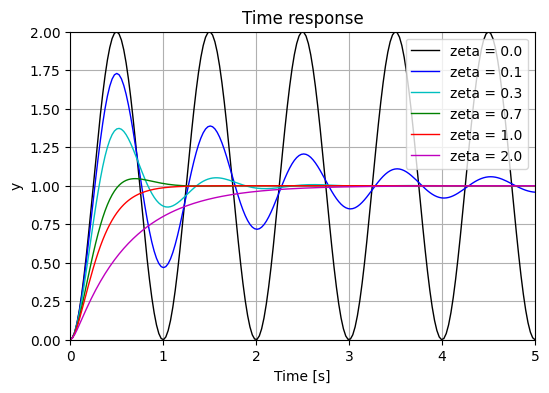 Time response
y
2.00
1.75
1.50
1.25
1.00
0.75
0.50
0.25
0.00
zeta = 0.0
zeta = 0.1
zeta = 0.3
zeta = 0.7
zeta = 1.0
zeta = 2.0
0 1 2 3 4 5
Time [s]